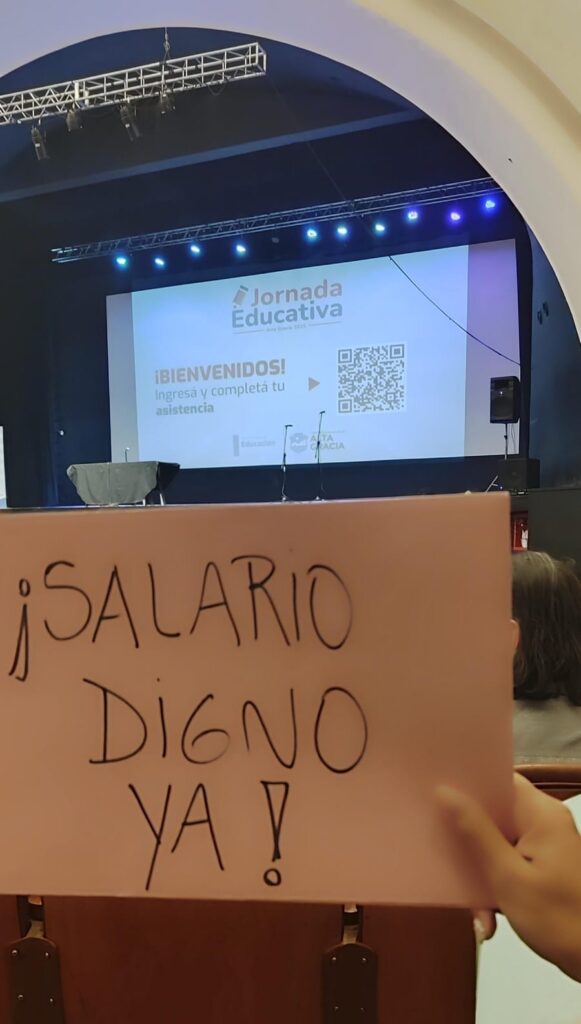 Jornada
Educativa
¡BIENVENIDOS!
Ingresá y completá tu
asistencia
Educación
ALTA
GRACIA
¡SALARIO
DIGNO
YA!